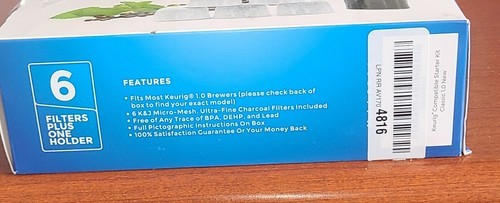 6
FILTERS
PLUS
ONE
HOLDER
FEATURES
• Fits Most Keurig® 1.0 Brewers (please check back of
box to find your exact model)
• 6 K&J Micro-Mesh, Ultra-Fine Charcoal Filters Included
• Free of Any Trace of BPA, DEHP, and Lead
• Full Pictographic Instructions On Box
• 100% Satisfaction Guarantee Or Your Money Back
4816
Keurig Compatible Starter Kit
Classic 1.0 New